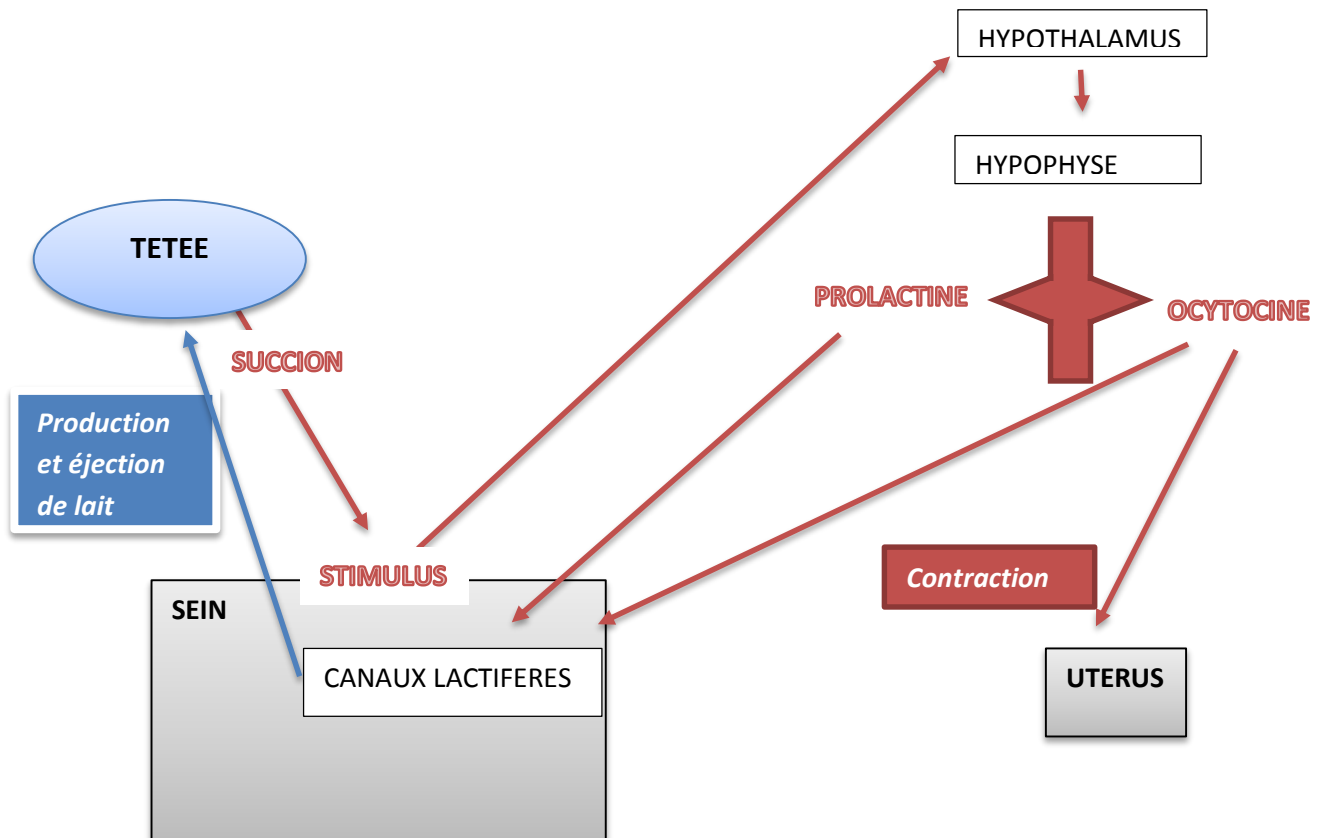 HYPOTHALAMUS
HYPOPHYSE
TETEE
PROLACTINE
OCYTOCINE
SUCCION
Production
et éjection
de lait
STIMULUS
Contraction
SEIN
CANAUX LACTIFERES
UTERUS